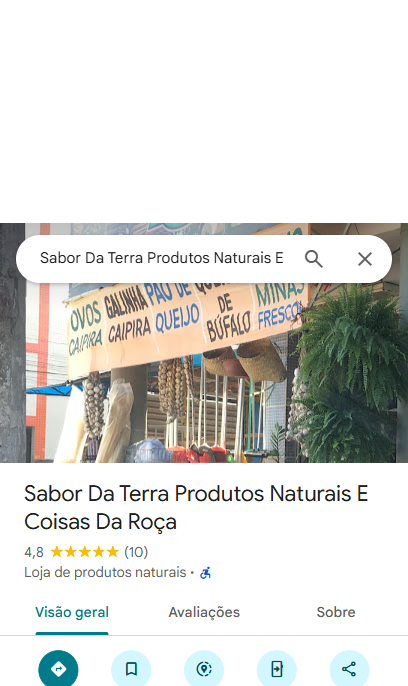 Sabor Da Terra Produtos Naturais E
OVOS CAIPIRA
GALINHA CAIPIRA
PAO DE QUEIJO
DE BÚFALO
MINAS FRESCO
Sabor Da Terra Produtos Naturais E
Coisas Da Roça
4,8 (10)
Loja de produtos naturais
Visão geral Avaliações Sobre